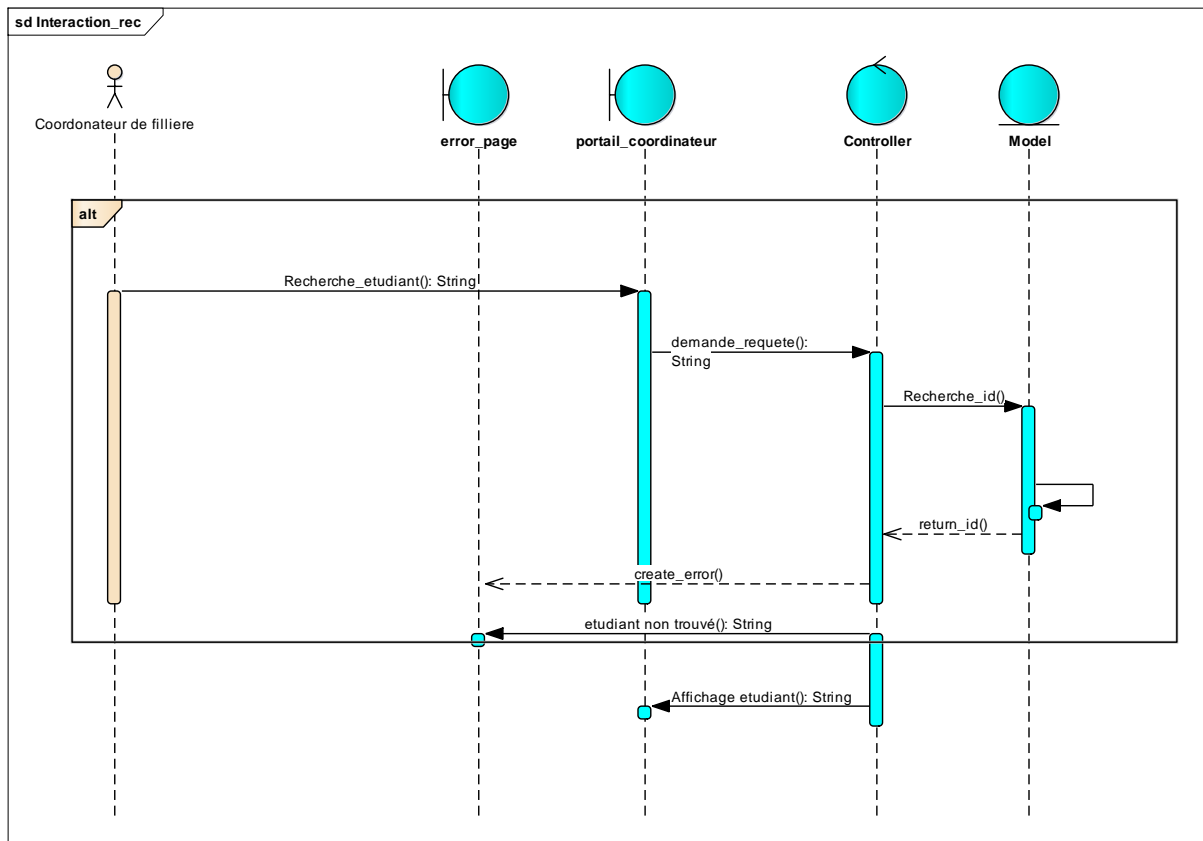 sd Interaction_rec
Coordonateur de filliere
error_page
portail_coordinateur
Controller
Model
alt
Recherche_etudiant(): String
demande_requete():
String
Recherche_id()
return_id()
create_error()
etudiant non trouvé(): String
Affichage etudiant(): String